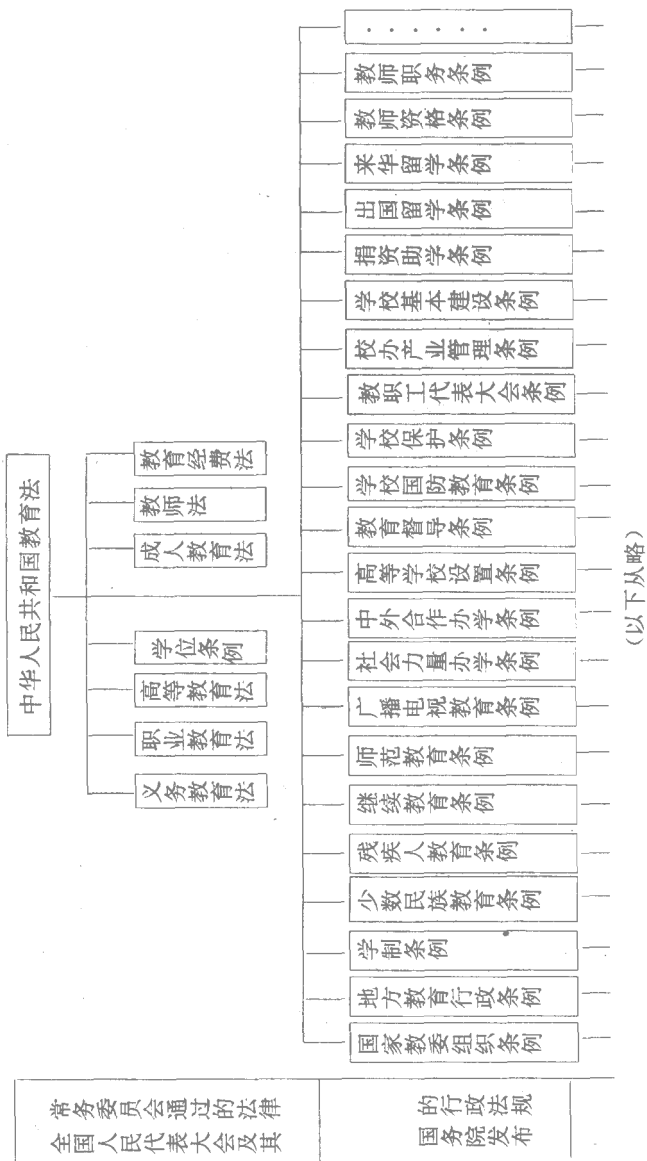 中华人民共和国教育法
全国人民代表大会及其
常务委员会通过的法律
义务教育法
职业教育法
高等教育法
学位条例
成人教育法
教师法
教育经费法
国务院发布
的行政法规
国家教委组织条例
地方教育行政条例
学制条例
少数民族教育条例
残疾人教育条例
继续教育条例
师范教育条例
广播电视教育条例
社会力量办学条例
中外合作办学条例
高等学校设置条例
教育督导条例
学校国防教育条例
学校保护条例
教职工代表大会条例
校办产业管理条例
学校基本建设条例
捐资助学条例
出国留学条例
来华留学条例
教师资格条例
教师职务条例
······
(以下从略)